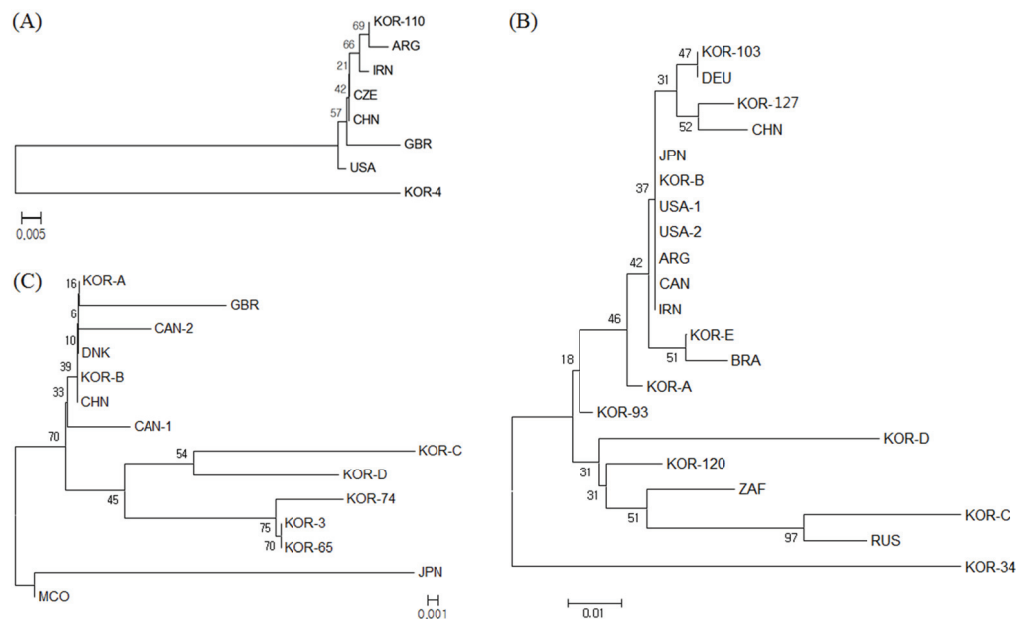 (A)
69
KOR-110
ARG
66
IRN
21
CZE
42
CHN
57
GBR
USA
KOR-4
0.005
(B)
47
KOR-103
DEU
31
KOR-127
52
CHN
JPN
37
KOR-B
USA-1
USA-2
ARG
42
CAN
IRN
46
KOR-E
51
BRA
18
KOR-A
KOR-93
KOR-D
31
KOR-120
31
ZAF
51
KOR-C
97
RUS
KOR-34
0.01
(C)
16
KOR-A
GBR
6
CAN-2
10
DNK
39
KOR-B
33
CHN
CAN-1
70
54
KOR-C
KOR-D
45
KOR-74
75
KOR-3
70
KOR-65
JPN
MCO
0.001